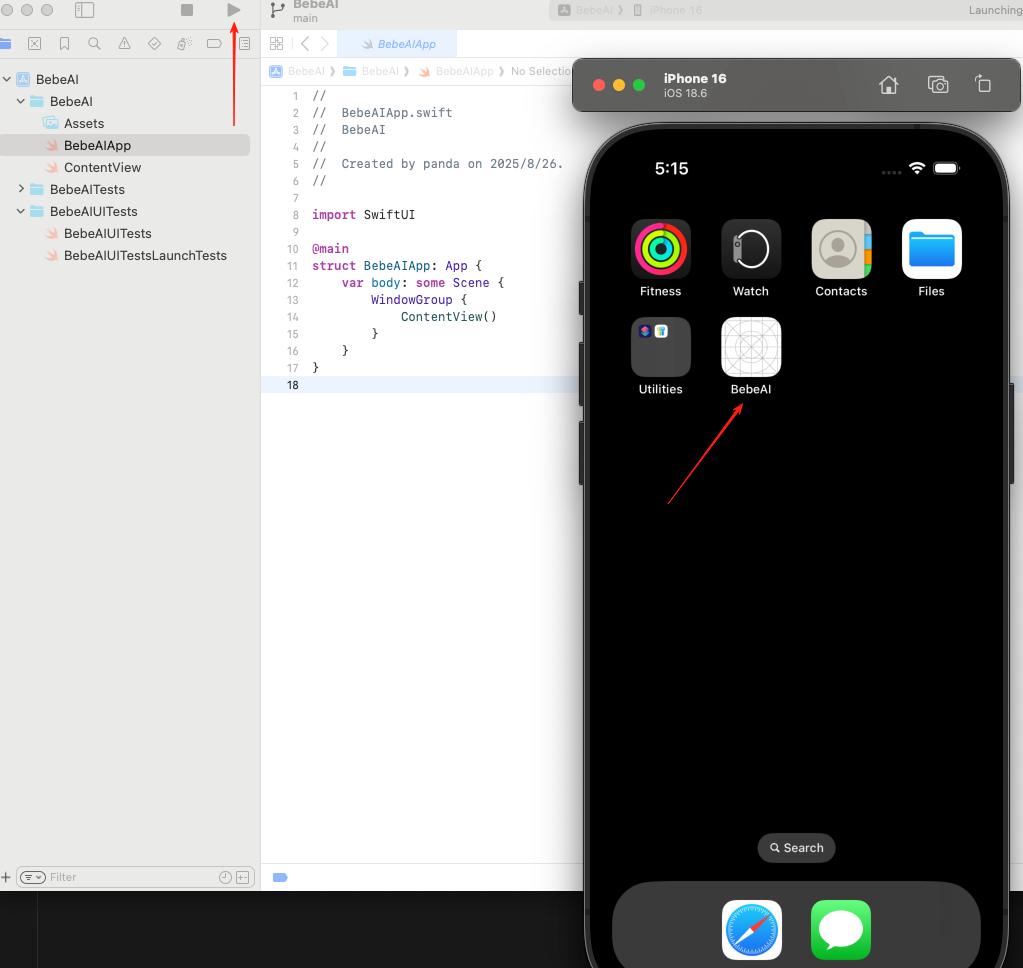 BebeAI
main
BebeAI
iPhone 16
Launching
BebeAIApp
BebeAI
BebeAI
BebeAIApp
No Selectio
BebeAI
BebeAI
Assets
BebeAIApp
ContentView
BebeAITests
BebeAIUITests
BebeAIUITests
BebeAIUITestsLaunchTests
Filter
1 //
2 //  BebeAIApp.swift
3 //  BebeAI
4 //
5 //  Created by panda on 2025/8/26.
6 //
7
8 import SwiftUI
9
10 @main
11 struct BebeAIApp: App {
12     var body: some Scene {
13         WindowGroup {
14             ContentView()
15         }
16     }
17 }
18
iPhone 16
iOS 18.6
5:15
Fitness
Watch
Contacts
Files
Utilities
BebeAI
Search